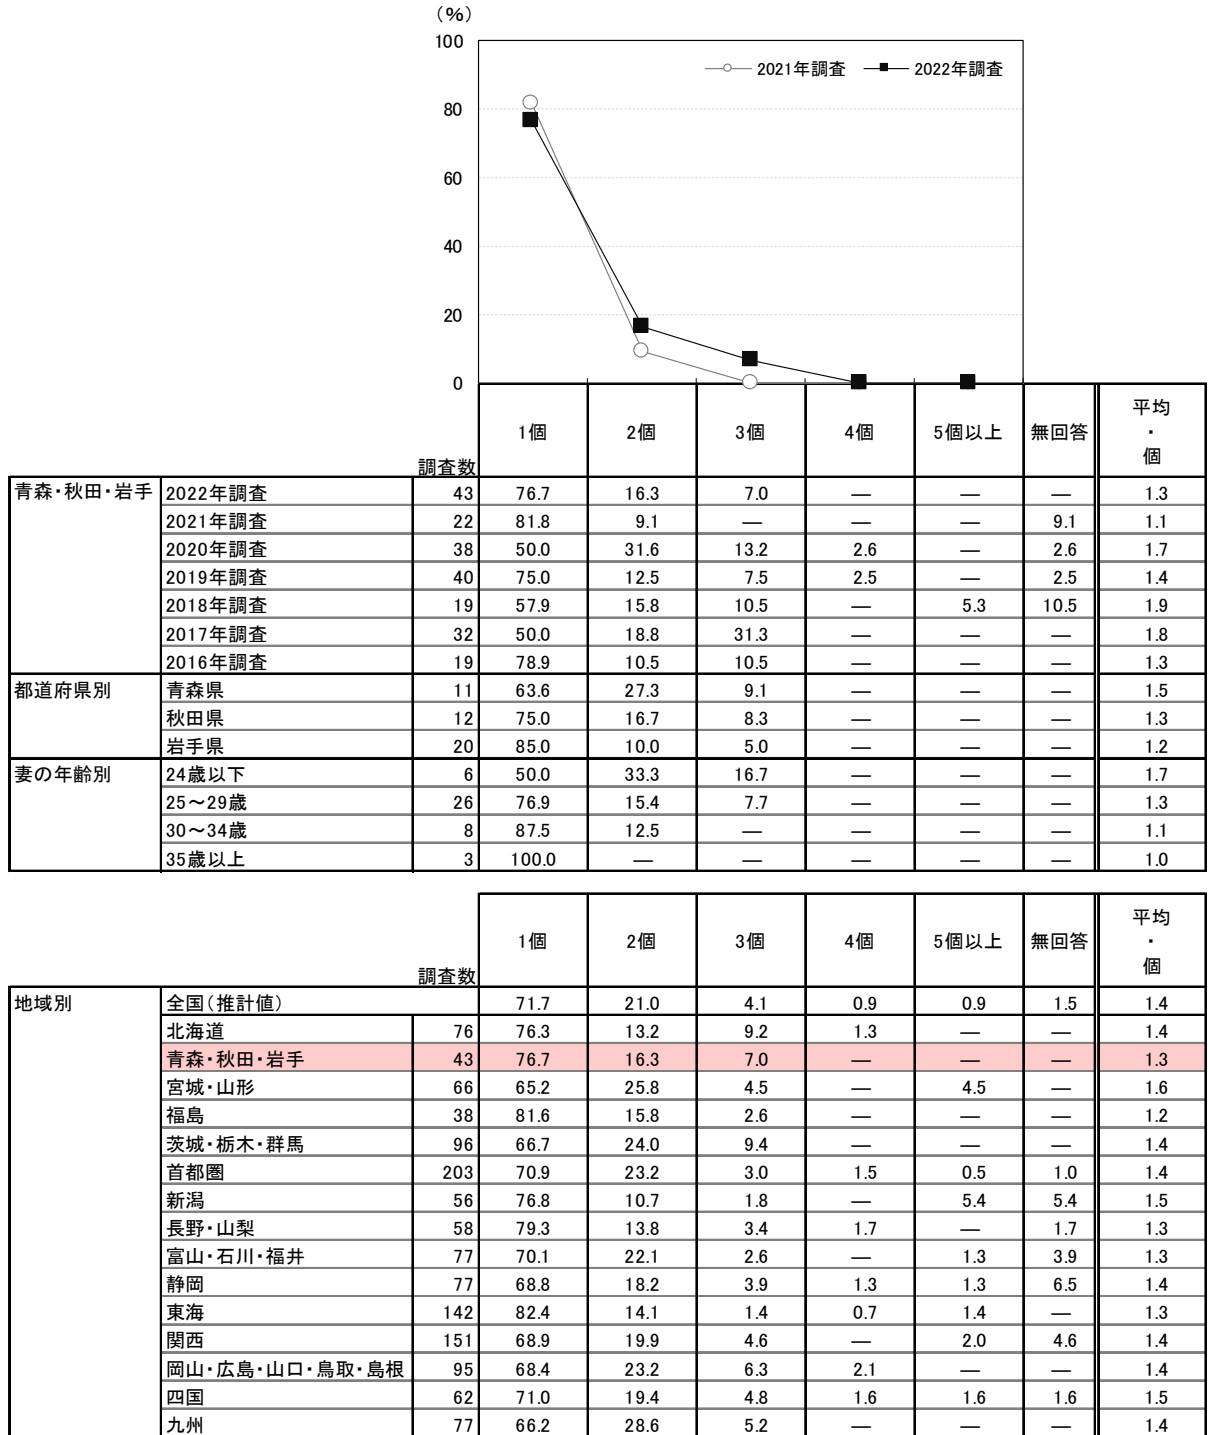 (%)
100
2021年調査 2022年調査
80
60
40
20
0
調査数 1個 2個 3個 4個 5個以上 無回答 平均・個
青森・秋田・岩手 2022年調査 43 76.7 16.3 7.0 — — — 1.3
2021年調査 22 81.8 9.1 — — — 9.1 1.1
2020年調査 38 50.0 31.6 13.2 2.6 — 2.6 1.7
2019年調査 40 75.0 12.5 7.5 2.5 — 2.5 1.4
2018年調査 19 57.9 15.8 10.5 — 5.3 10.5 1.9
2017年調査 32 50.0 18.8 31.3 — — — 1.8
2016年調査 19 78.9 10.5 10.5 — — — 1.3
都道府県別 青森県 11 63.6 27.3 9.1 — — — 1.5
秋田県 12 75.0 16.7 8.3 — — — 1.3
岩手県 20 85.0 10.0 5.0 — — — 1.2
妻の年齢別 24歳以下 6 50.0 33.3 16.7 — — — 1.7
25～29歳 26 76.9 15.4 7.7 — — — 1.3
30～34歳 8 87.5 12.5 — — — — 1.1
35歳以上 3 100.0 — — — — — 1.0
調査数 1個 2個 3個 4個 5個以上 無回答 平均・個
地域別 全国(推計値) 71.7 21.0 4.1 0.9 0.9 1.5 1.4
北海道 76 76.3 13.2 9.2 1.3 — — 1.4
青森・秋田・岩手 43 76.7 16.3 7.0 — — — 1.3
宮城・山形 66 65.2 25.8 4.5 — 4.5 — 1.6
福島 38 81.6 15.8 2.6 — — — 1.2
茨城・栃木・群馬 96 66.7 24.0 9.4 — — — 1.4
首都圏 203 70.9 23.2 3.0 1.5 0.5 1.0 1.4
新潟 56 76.8 10.7 1.8 — 5.4 5.4 1.5
長野・山梨 58 79.3 13.8 3.4 1.7 — 1.7 1.3
富山・石川・福井 77 70.1 22.1 2.6 — 1.3 3.9 1.3
静岡 77 68.8 18.2 3.9 1.3 1.3 6.5 1.4
東海 142 82.4 14.1 1.4 0.7 1.4 — 1.3
関西 151 68.9 19.9 4.6 — 2.0 4.6 1.4
岡山・広島・山口・鳥取・島根 95 68.4 23.2 6.3 2.1 — — 1.4
四国 62 71.0 19.4 4.8 1.6 1.6 1.6 1.5
九州 77 66.2 28.6 5.2 — — — 1.4